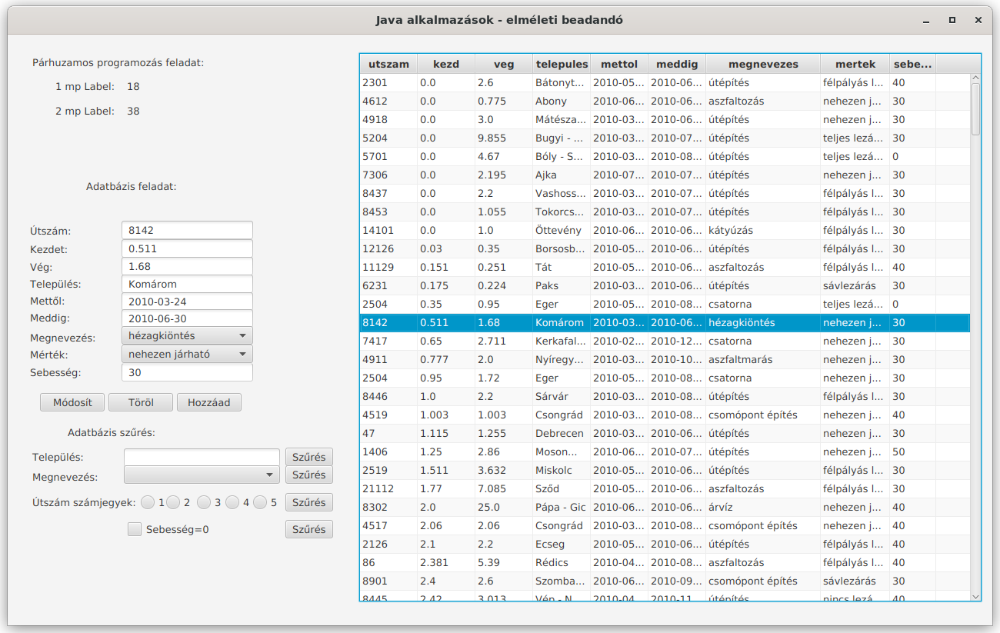 Java alkalmazások - elméleti beadandó
Párhuzamos programozás feladat:
1 mp Label: 18
2 mp Label: 38
Adatbázis feladat:
Útszám: 8142
Kezdet: 0.511
Vég: 1.68
Település: Komárom
Mettől: 2010-03-24
Meddig: 2010-06-30
Megnevezés: hézagkiöntés
Mérték: nehezen járható
Sebesség: 30
Módosít Töröl Hozzáad
Adatbázis szűrés:
Település: Szűrés
Megnevezés: Szűrés
Útszám számjegyek: 1 2 3 4 5 Szűrés
Sebesség=0 Szűrés
utszam kezd veg telepules mettol meddig megnevezes mertek sebe...
2301 0.0 2.6 Bátonyt... 2010-05... 2010-06... útépítés félpályás l... 40
4612 0.0 0.775 Abony 2010-06... 2010-06... aszfaltozás nehezen j... 30
4918 0.0 3.0 Mátésza... 2010-03... 2010-06... útépítés nehezen j... 30
5204 0.0 9.855 Bugyi - ... 2010-03... 2010-07... útépítés teljes lezá... 30
5701 0.0 4.67 Bóly - S... 2010-03... 2010-08... útépítés teljes lezá... 0
7306 0.0 2.195 Ajka 2010-07... 2010-07... útépítés nehezen j... 30
8437 0.0 2.2 Vashoss... 2010-03... 2010-07... útépítés félpályás l... 30
8453 0.0 1.055 Tokorcs... 2010-03... 2010-07... útépítés félpályás l... 30
14101 0.0 1.0 Öttevény 2010-06... 2010-06... kátyúzás félpályás l... 30
12126 0.03 0.35 Borsosb... 2010-05... 2010-06... útépítés félpályás l... 30
11129 0.151 0.251 Tát 2010-05... 2010-06... aszfaltozás félpályás l... 40
6231 0.175 0.224 Paks 2010-03... 2010-06... útépítés sávlezárás 30
2504 0.35 0.95 Eger 2010-05... 2010-08... csatorna teljes lezá... 0
8142 0.511 1.68 Komárom 2010-03... 2010-06... hézagkiöntés nehezen j... 30
7417 0.65 2.711 Kerkafal... 2010-02... 2010-12... csatorna nehezen j... 30
4911 0.777 2.0 Nyíregy... 2010-03... 2010-10... aszfaltmarás nehezen j... 30
2504 0.95 1.72 Eger 2010-05... 2010-08... csatorna nehezen j... 30
8446 1.0 2.2 Sárvár 2010-03... 2010-08... útépítés félpályás l... 30
4519 1.003 1.003 Csongrád 2010-03... 2010-08... csomópont építés nehezen j... 40
47 1.115 1.255 Debrecen 2010-03... 2010-06... útépítés nehezen j... 30
1406 1.25 2.86 Moson... 2010-06... 2010-07... útépítés nehezen j... 50
2519 1.511 3.632 Miskolc 2010-05... 2010-06... útépítés félpályás l... 30
21112 1.77 7.085 Sződ 2010-05... 2010-06... aszfaltozás félpályás l... 30
8302 2.0 25.0 Pápa - Gic 2010-06... 2010-06... árvíz nehezen j... 40
4517 2.06 2.06 Csongrád 2010-03... 2010-08... csomópont építés nehezen j... 40
2126 2.1 2.2 Ecseg 2010-05... 2010-06... útépítés félpályás l... 40
86 2.381 5.39 Rédics 2010-04... 2010-08... aszfaltozás félpályás l... 40
8901 2.4 2.6 Szomba... 2010-06... 2010-09... csomópont építés sávlezárás 30
8445 2.42 3.013 Vép - N... 2010-04... 2010-11... útépítés nincs lezá... 40